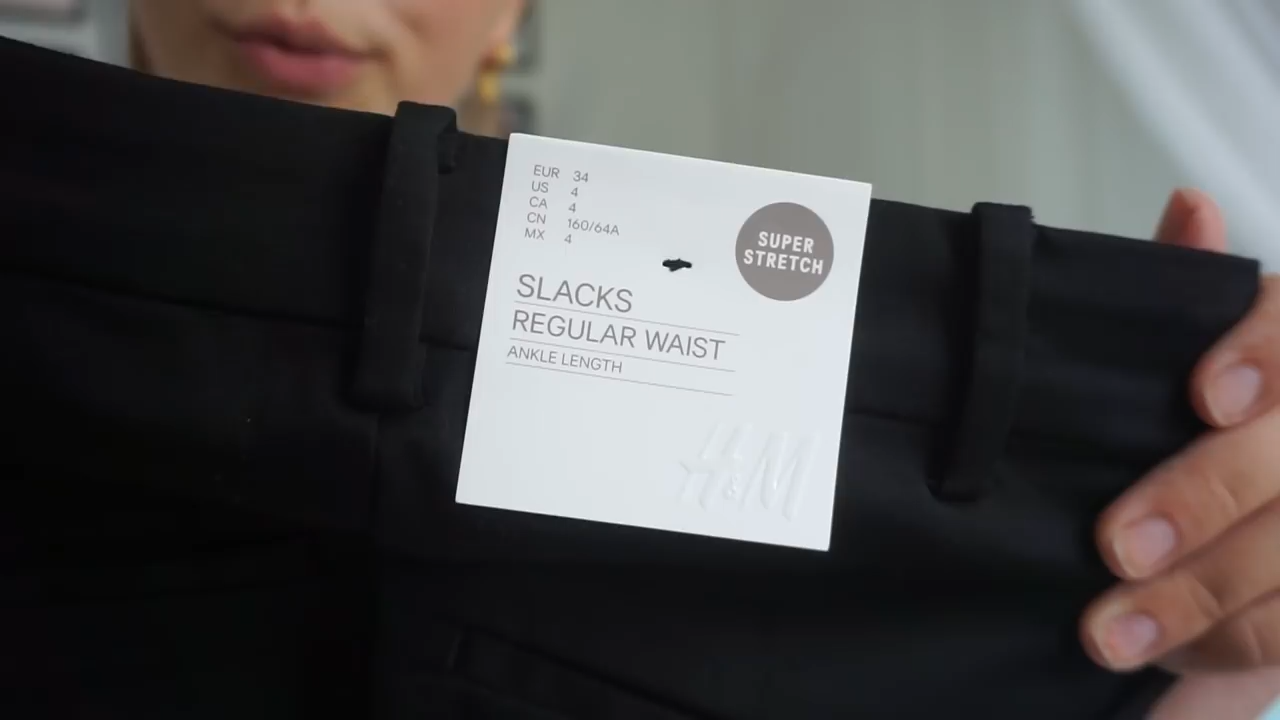 EUR 34
US 4
CA 4
CN 160/64A
MX 4
SUPER
STRETCH
SLACKS
REGULAR WAIST
ANKLE LENGTH
H&M